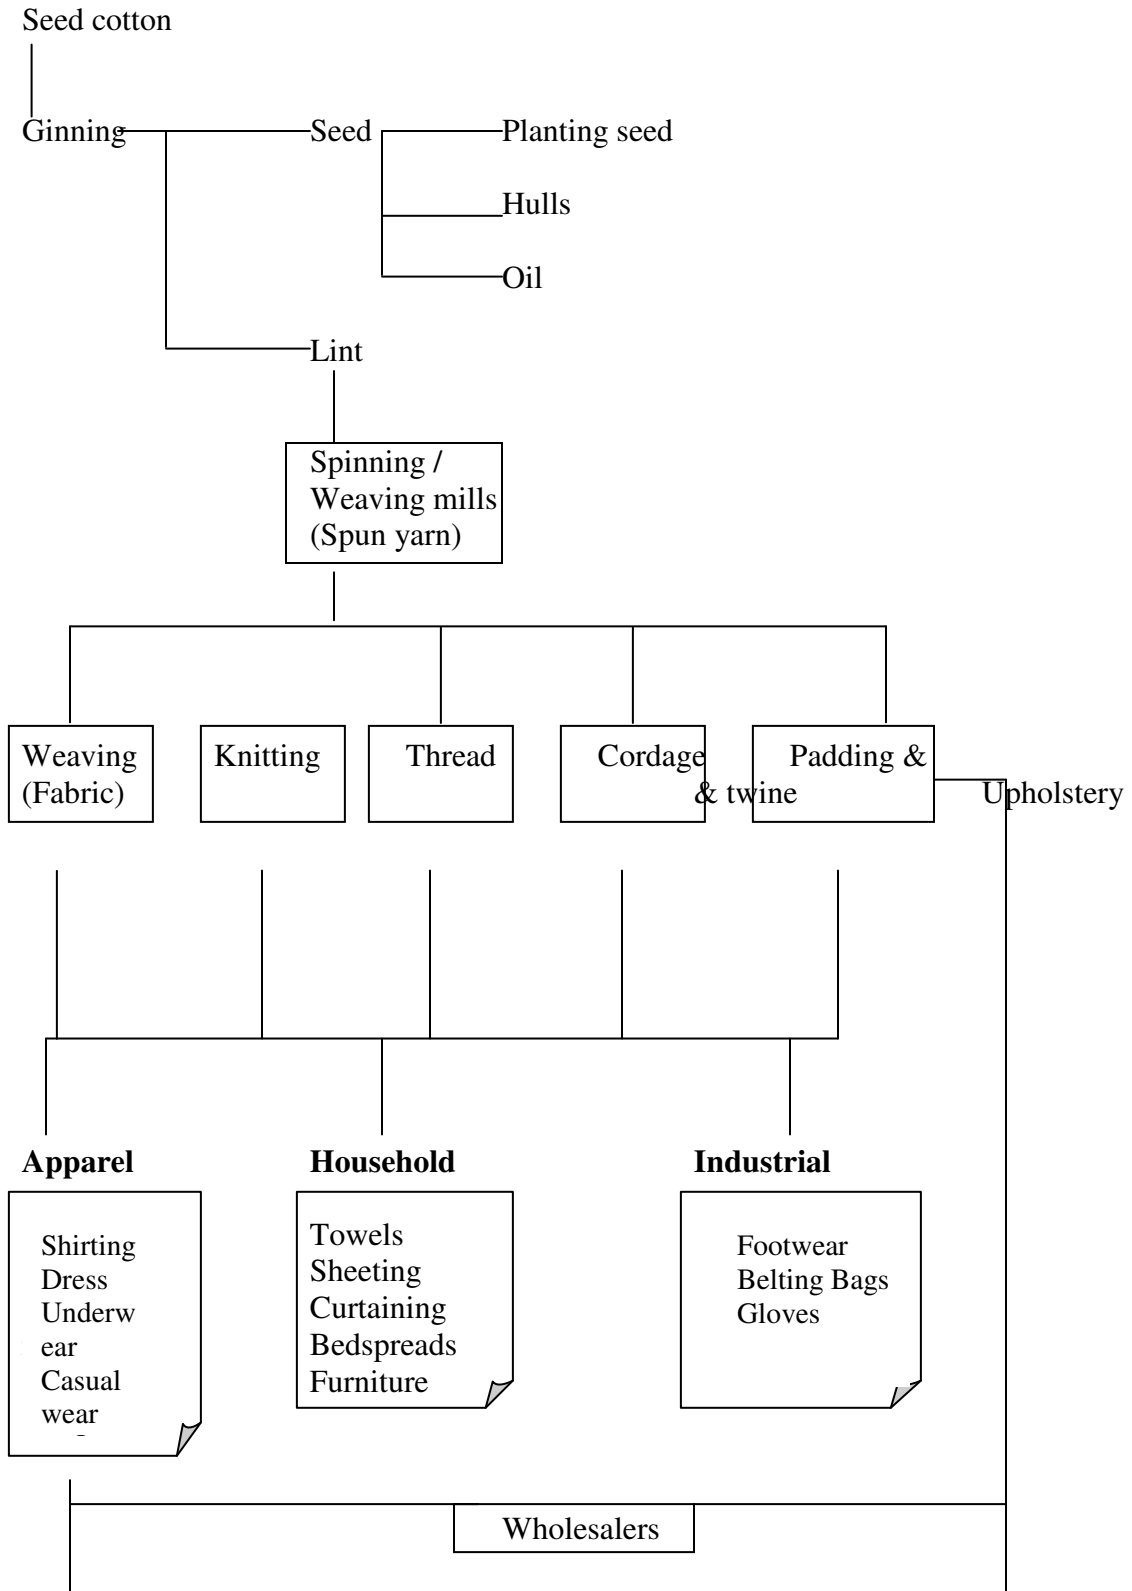 Seed cotton
Ginning Seed Planting seed
Hulls
Oil
Lint
Spinning /
Weaving mills
(Spun yarn)
Weaving Knitting Thread Cordage Padding &
(Fabric) & twine Upholstery
Apparel Household Industrial
Shirting
Dress
Underw
ear
Casual
wear
Towels
Sheeting
Curtaining
Bedspreads
Furniture
Footwear
Belting Bags
Gloves
Wholesalers